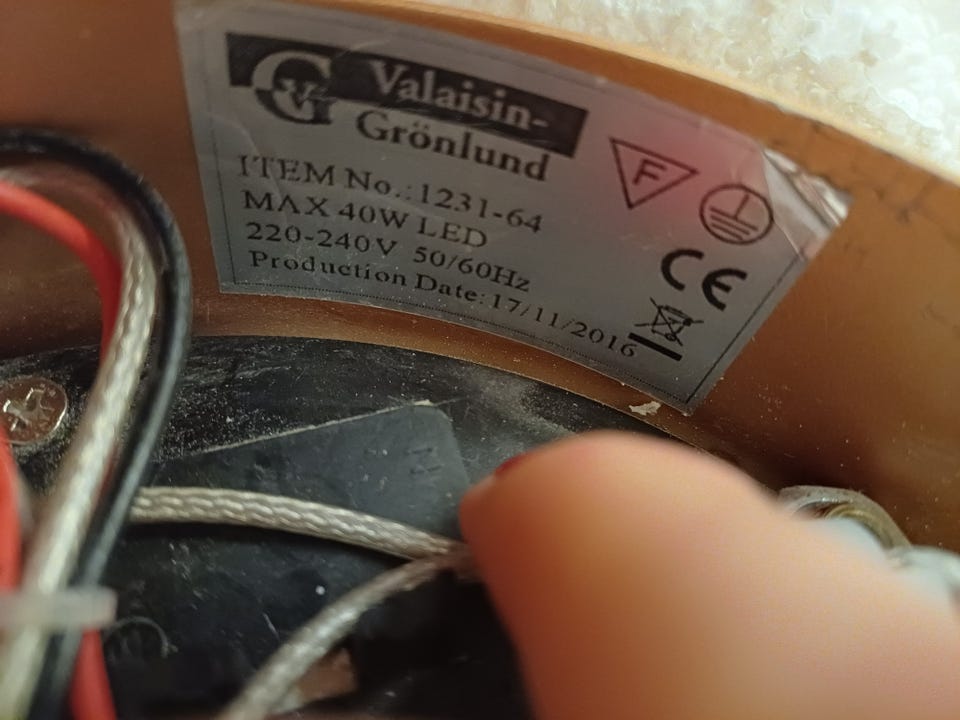 VG
Valaisin-
Grönlund
ITEM No.:1231-64
MAX 40W LED
220-240V 50/60Hz
Production Date:17/11/2016
F
CE